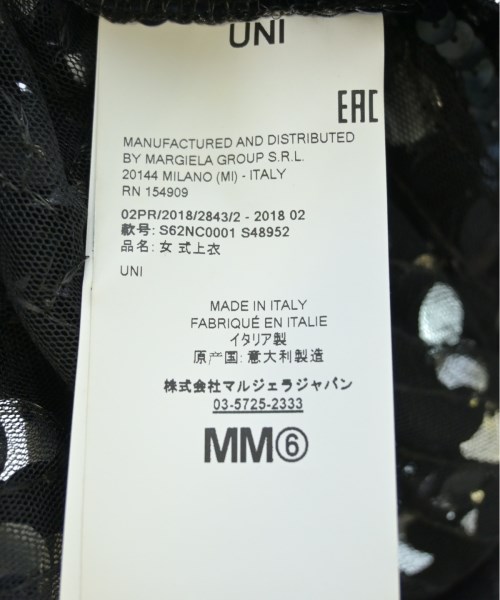 UNI
EAC
MANUFACTURED AND DISTRIBUTED
BY MARGIELA GROUP S.R.L.
20144 MILANO (MI) - ITALY
RN 154909
02PR/2018/2843/2 - 2018 02
款号: S62NC0001 S48952
品名: 女 式上衣
UNI
MADE IN ITALY
FABRIQUÉ EN ITALIE
イタリア製
原产国: 意大利製造
株式会社マルジェラジャパン
03-5725-2333
MM⑥